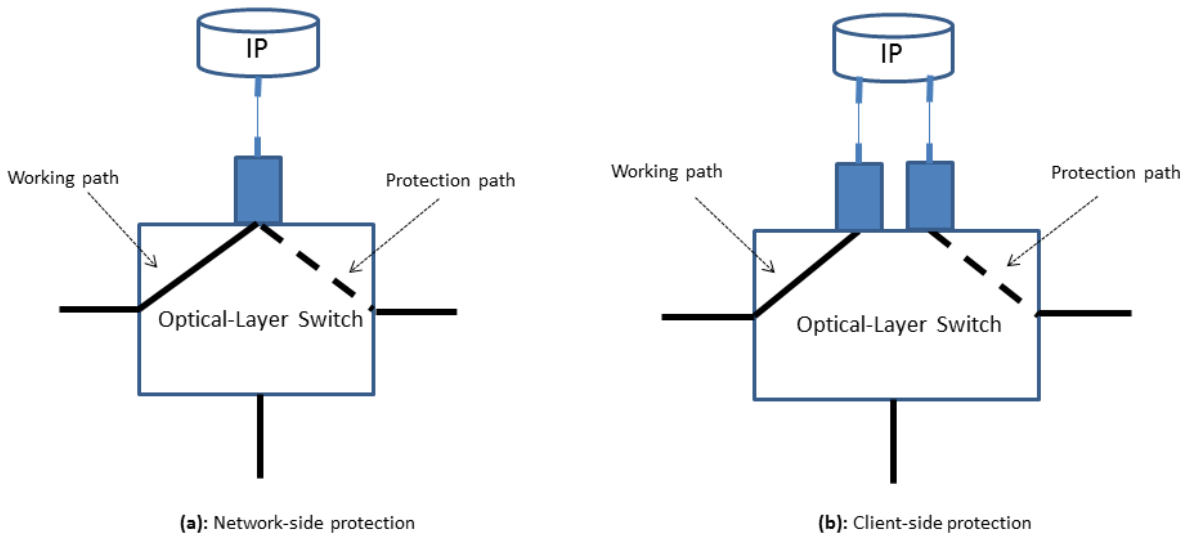 IP
Working path
Protection path
Optical-Layer Switch
(a): Network-side protection
IP
Working path
Protection path
Optical-Layer Switch
(b): Client-side protection